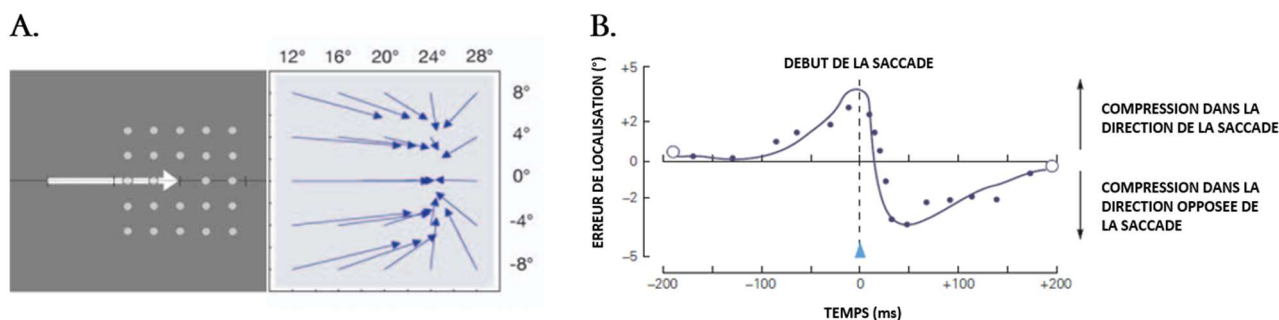 A.
12° 16° 20° 24° 28°
8°
4°
0°
-4°
-8°
B.
DEBUT DE LA SACCADE
+5
+2
0
−2
−5
−200 -100 0 +100 +200
ERREUR DE LOCALISATION (°)
TEMPS (ms)
COMPRESSION DANS LA
DIRECTION DE LA SACCADE
COMPRESSION DANS LA
DIRECTION OPPOSEE DE
LA SACCADE